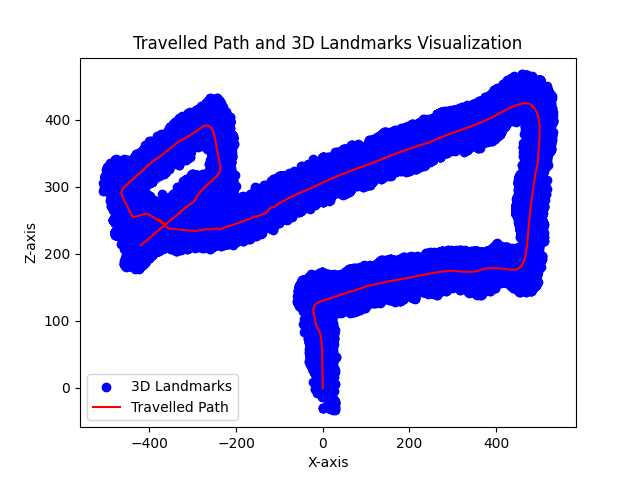 Travelled Path and 3D Landmarks Visualization
Z-axis
400
300
200
100
0
3D Landmarks
Travelled Path
−400
−200
0
200
400
X-axis